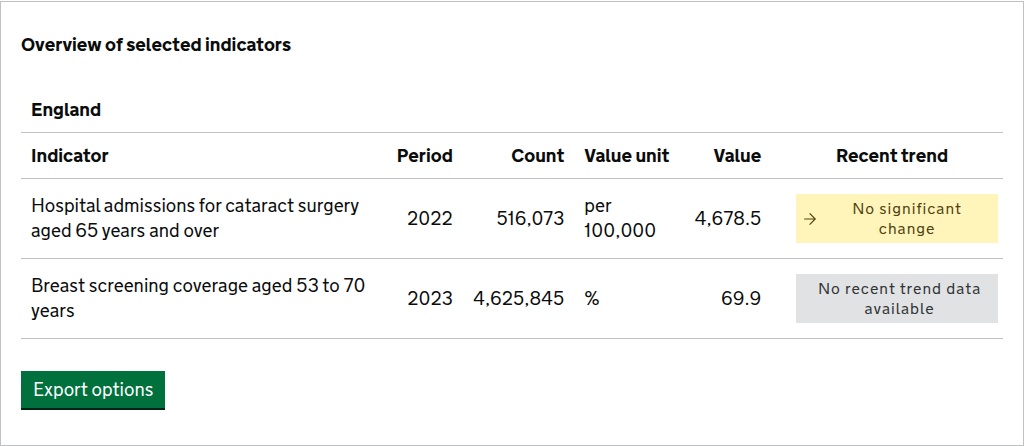 Overview of selected indicators
England
Indicator Period Count Value unit Value Recent trend
Hospital admissions for cataract surgery
aged 65 years and over
2022 516,073
per
100,000
4,678.5
→ No significant
change
Breast screening coverage aged 53 to 70
years
2023 4,625,845 % 69.9
No recent trend data
available
Export options